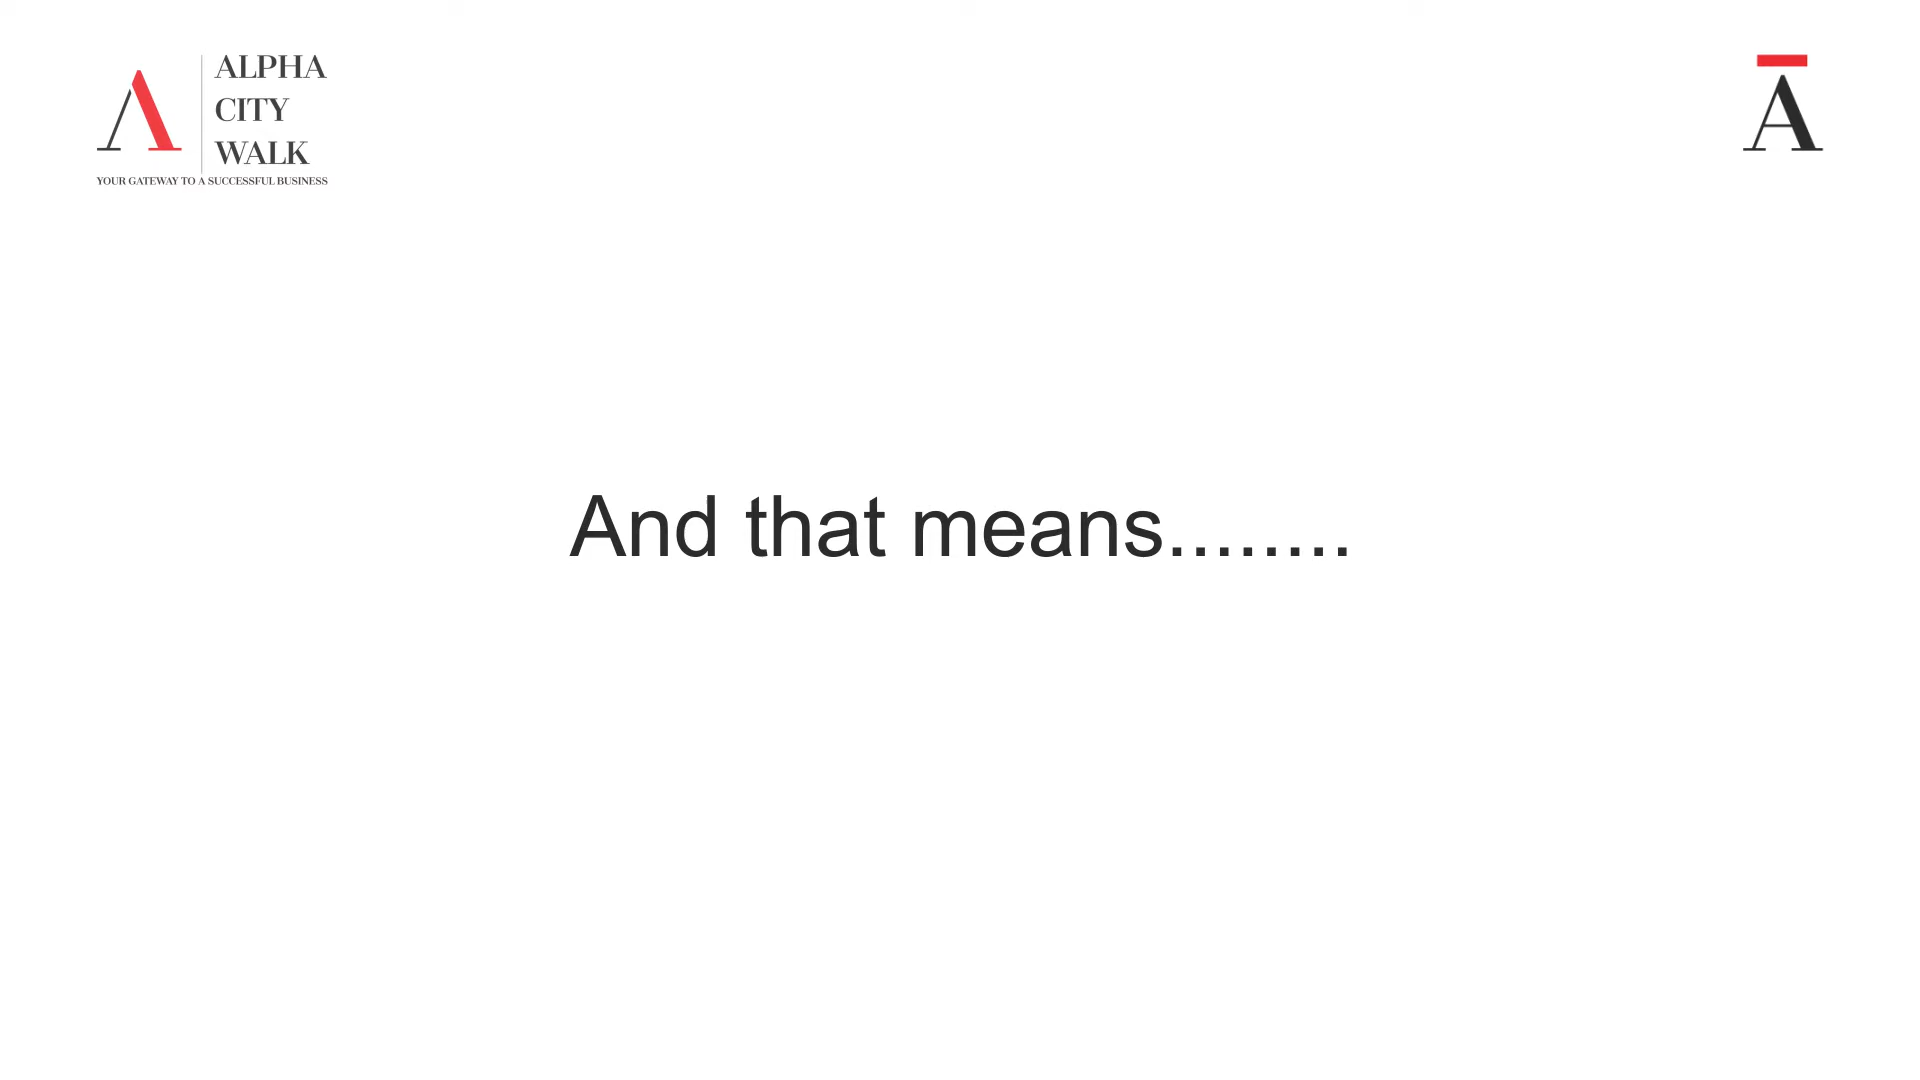 ALPHA
CITY
WALK
YOUR GATEWAY TO A SUCCESSFUL BUSINESS
A
And that means........